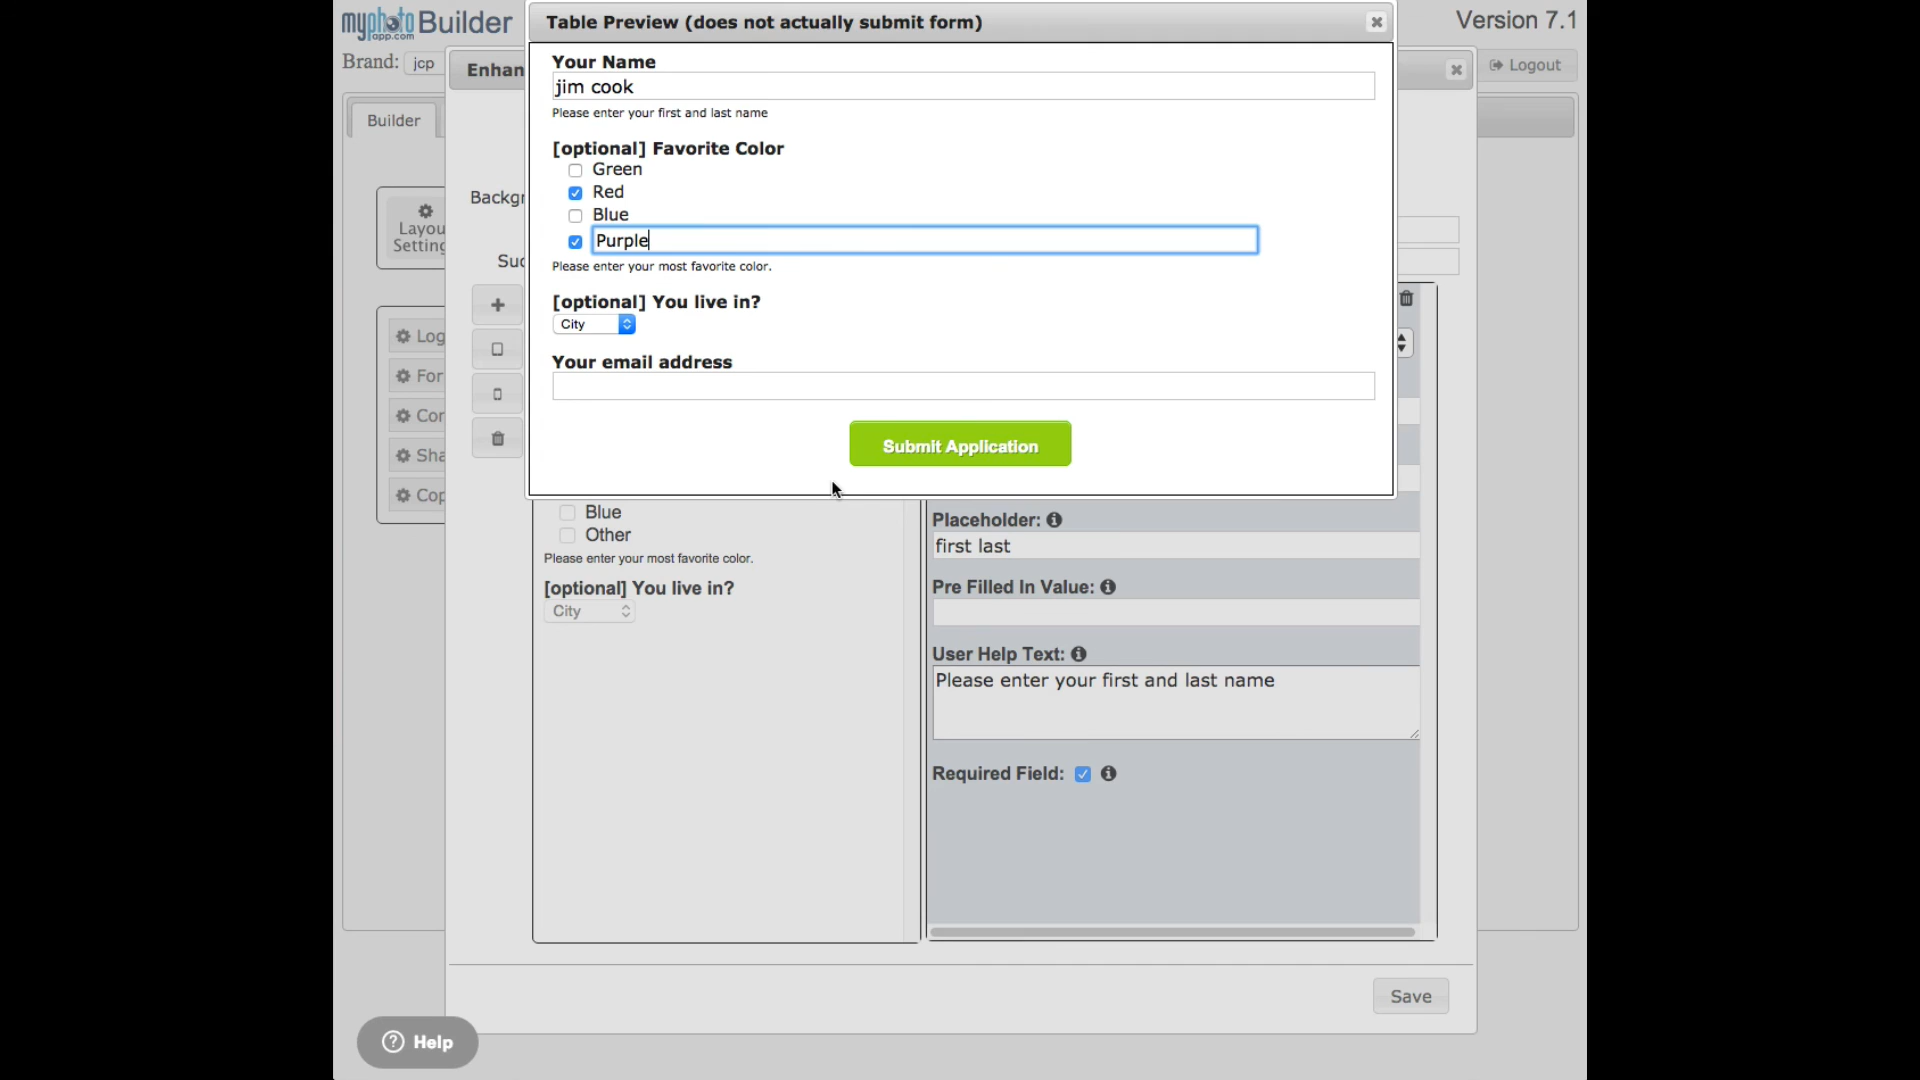 myphoto Builder
app.com
Table Preview (does not actually submit form)
Version 7.1
Brand: jcp
Enhan
Logout
Builder
Your Name
jim cook
Please enter your first and last name
[optional] Favorite Color
Green
Red
Blue
Purple
Please enter your most favorite color.
Backgr
Layou
Setting
Suc
[optional] You live in?
City
Your email address
Submit Application
Log
For
Cor
Sha
Cop
Blue
Other
Please enter your most favorite color.
[optional] You live in?
City
Placeholder:
first last
Pre Filled In Value:
User Help Text:
Please enter your first and last name
Required Field:
Save
Help